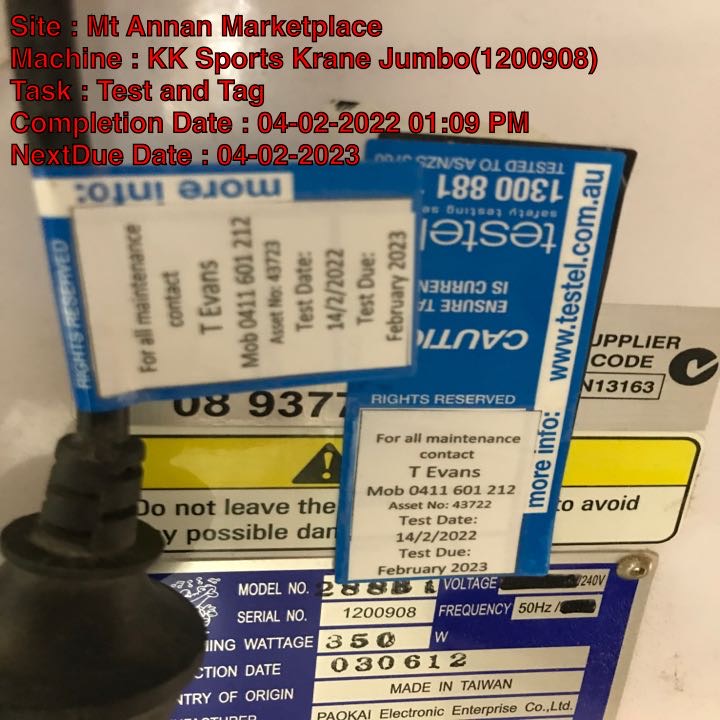 Site : Mt Annan Marketplace
Machine : KK Sports Krane Jumbo(1200908)
Task : Test and Tag
Completion Date : 04-02-2022 01:09 PM
NextDue Date : 04-02-2023
more info:
RIGHTS RESERVED
For all maintenance
contact
T Evans
Mob 0411 601 212
Asset No: 43723
Test Date:
14/2/2022
Test Due:
February 2023
TESTED TO AS/NZS 3760
1300 881
safety testing se
testel
ENSURE TA
IS CURREN
CAUTIO
www.testel.com.au
more info:
RIGHTS RESERVED
For all maintenance
contact
T Evans
Mob 0411 601 212
Asset No: 43722
Test Date:
14/2/2022
Test Due:
February 2023
UPPLIER
CODE
N13163
08 937
Do not leave the
to avoid
y possible dan
MODEL NO.
VOLTAGE
/240V
SERIAL NO. 1200908
FREQUENCY 50Hz /
NING WATTAGE 350 W
CTION DATE 030612
NTRY OF ORIGIN MADE IN TAIWAN
PAOKAI Electronic Enterprise Co.,Ltd.